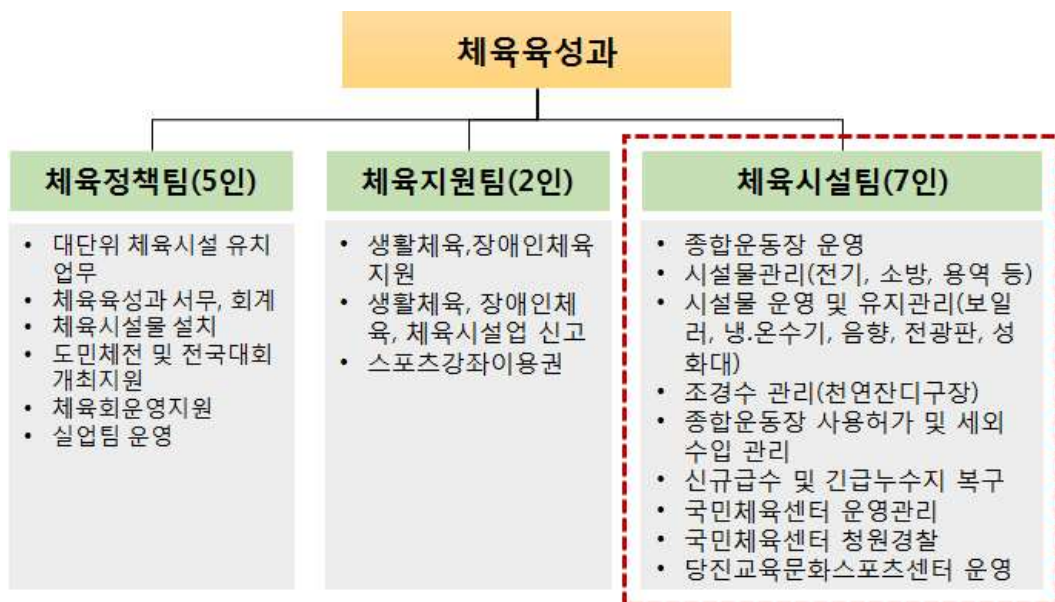 체육육성과
체육정책팀(5인)
• 대단위 체육시설 유치
업무
• 체육육성과 서무, 회계
• 체육시설물 설치
• 도민체전 및 전국대회
개최지원
• 체육회운영지원
• 실업팀 운영
체육지원팀(2인)
• 생활체육,장애인체육
지원
• 생활체육, 장애인체
육, 체육시설업 신고
• 스포츠강좌이용권
체육시설팀(7인)
• 종합운동장 운영
• 시설물관리(전기, 소방, 용역 등)
• 시설물 운영 및 유지관리(보일
러, 냉.온수기, 음향, 전광판, 성
화대)
• 조경수 관리(천연잔디구장)
• 종합운동장 사용허가 및 세외
수입 관리
• 신규급수 및 긴급누수지 복구
• 국민체육센터 운영관리
• 국민체육센터 청원경찰
• 당진교육문화스포츠센터 운영